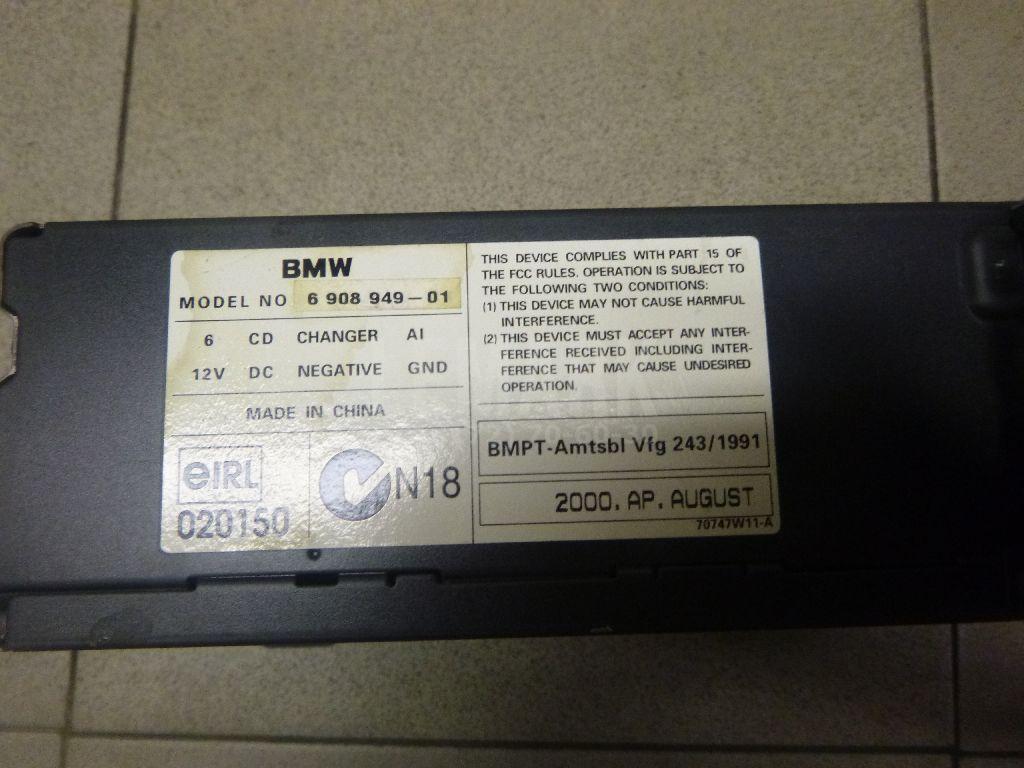 BMW
MODEL NO 6 908 949-01
6 CD CHANGER AI
12V DC NEGATIVE GND
MADE IN CHINA
eIRL
020150
N18
THIS DEVICE COMPLIES WITH PART 15 OF
THE FCC RULES. OPERATION IS SUBJECT TO
THE FOLLOWING TWO CONDITIONS:
(1) THIS DEVICE MAY NOT CAUSE HARMFUL
INTERFERENCE.
(2) THIS DEVICE MUST ACCEPT ANY INTER-
FERENCE RECEIVED INCLUDING INTER-
FERENCE THAT MAY CAUSE UNDESIRED
OPERATION.
BMPT-Amtsbl Vfg 243/1991
2000. AP. AUGUST
70747W11-A